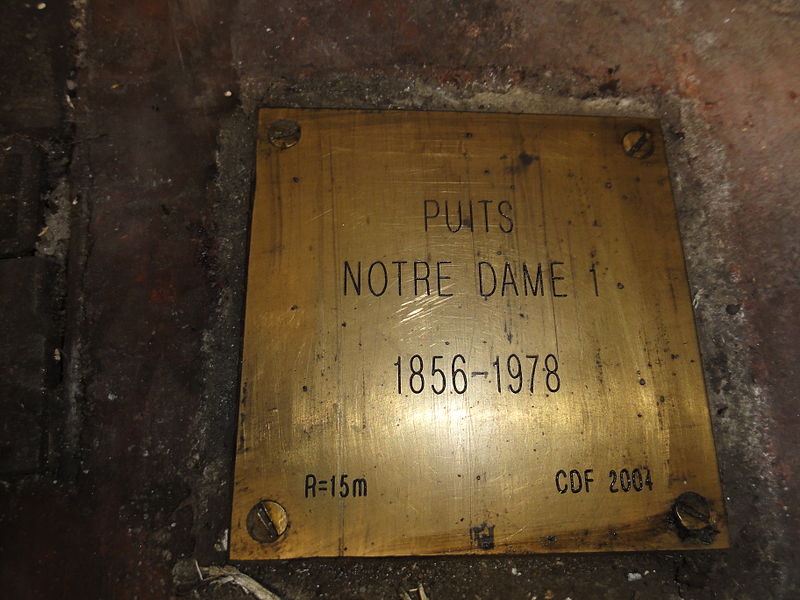 PUITS
NOTRE DAME 1
1856-1978
R=15m CDF 2004